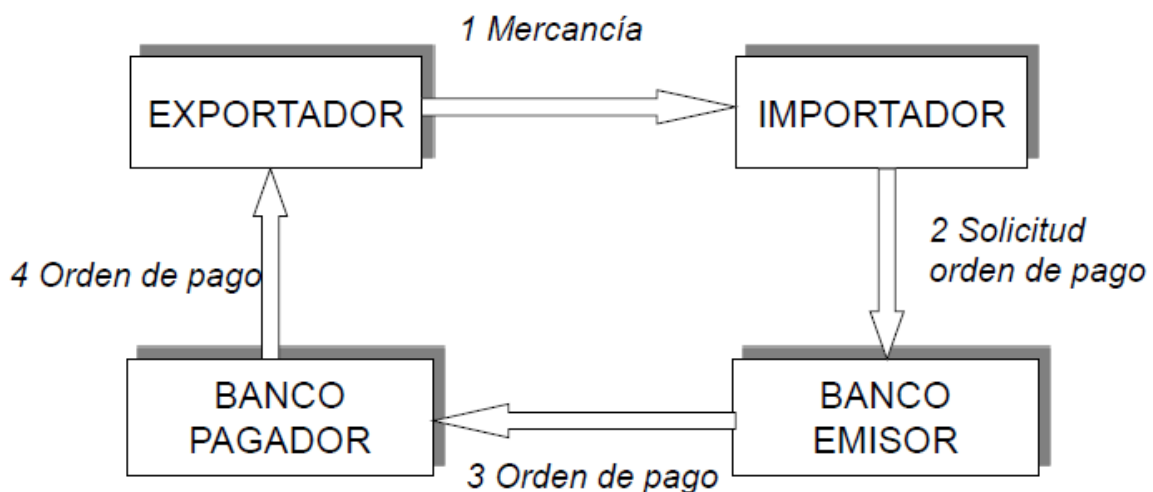 1 Mercancía
EXPORTADOR
IMPORTADOR
2 Solicitud
orden de pago
4 Orden de pago
BANCO
PAGADOR
BANCO
EMISOR
3 Orden de pago